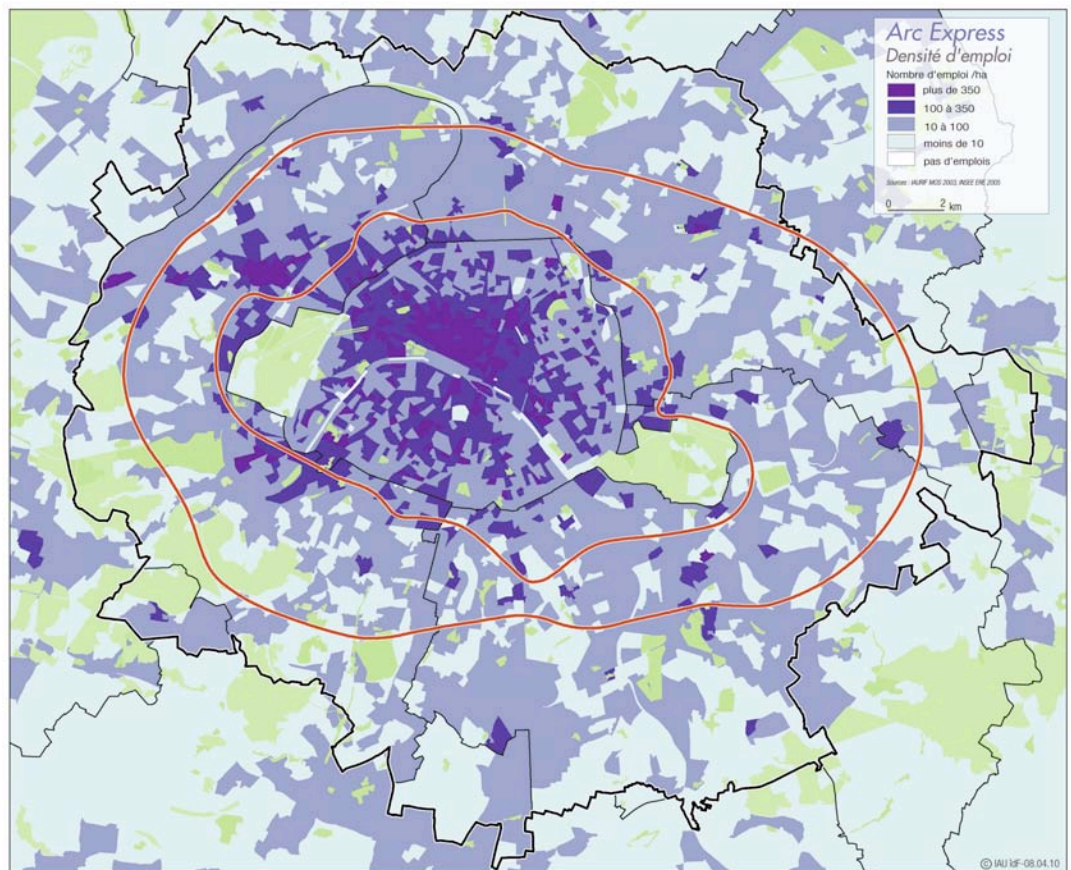 Arc Express
Densité d'emploi
Nombre d'emploi /ha
plus de 350
100 à 350
10 à 100
moins de 10
pas d'emplois
Sources : IAURIF MOS 2003, INSEE ERE 2005
0 2 km
© IAU IdF-08.04.10